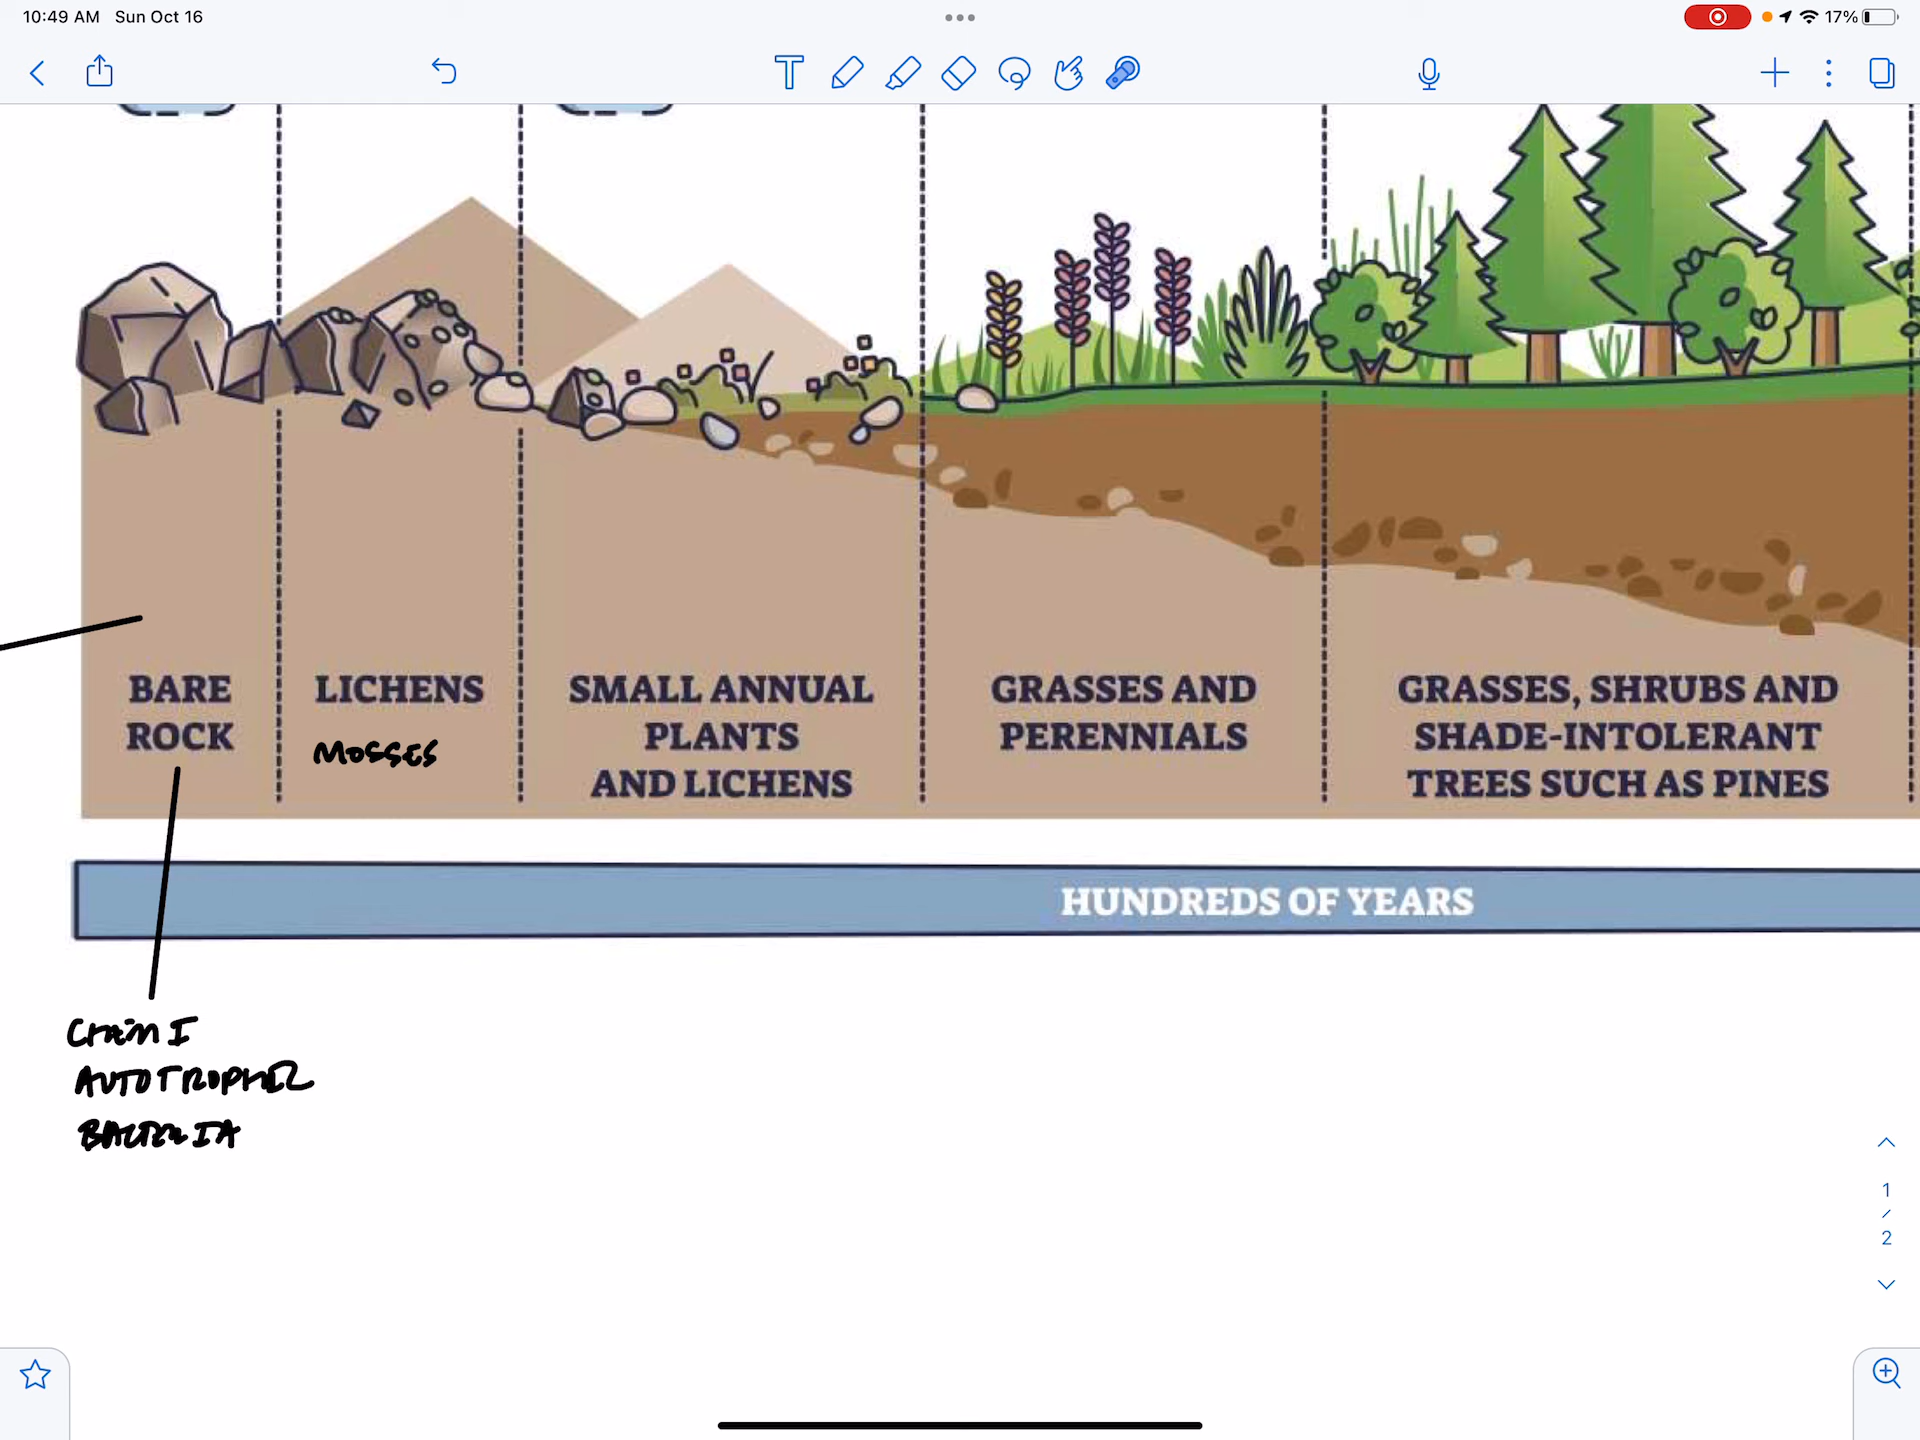 10:49 AM Sun Oct 16
17%
BARE
ROCK
LICHENS
MOSSES
SMALL ANNUAL
PLANTS
AND LICHENS
GRASSES AND
PERENNIALS
GRASSES, SHRUBS AND
SHADE-INTOLERANT
TREES SUCH AS PINES
HUNDREDS OF YEARS
BACTERIA
1
/
2